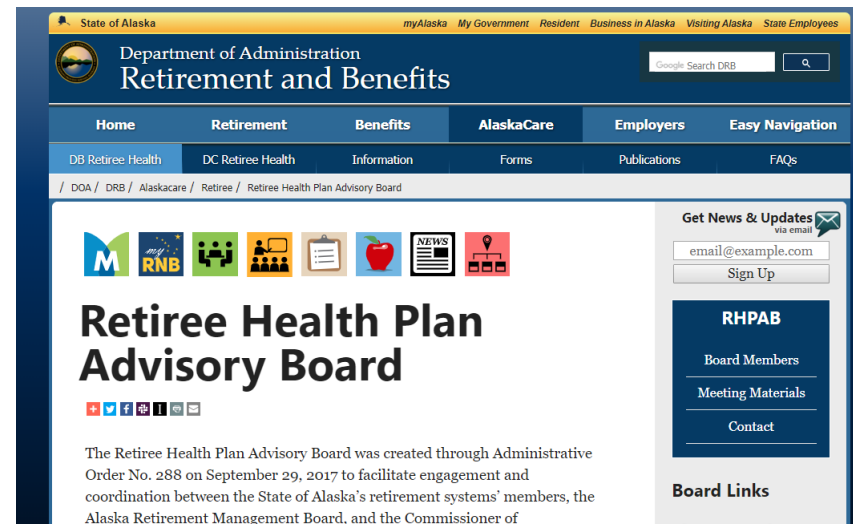 State of Alaska
myAlaska My Government Resident Business in Alaska Visiting Alaska State Employees
Department of Administration
Retirement and Benefits
Google Search DRB
Home Retirement Benefits AlaskaCare Employers Easy Navigation
DB Retiree Health DC Retiree Health Information Forms Publications FAQs
/ DOA / DRB / Alaskacare / Retiree / Retiree Health Plan Advisory Board
M my RNB NEWS
Retiree Health Plan
Advisory Board
The Retiree Health Plan Advisory Board was created through Administrative
Order No. 288 on September 29, 2017 to facilitate engagement and
coordination between the State of Alaska's retirement systems' members, the
Alaska Retirement Management Board, and the Commissioner of
Get News & Updates
via email
email@example.com
Sign Up
RHPAB
Board Members
Meeting Materials
Contact
Board Links